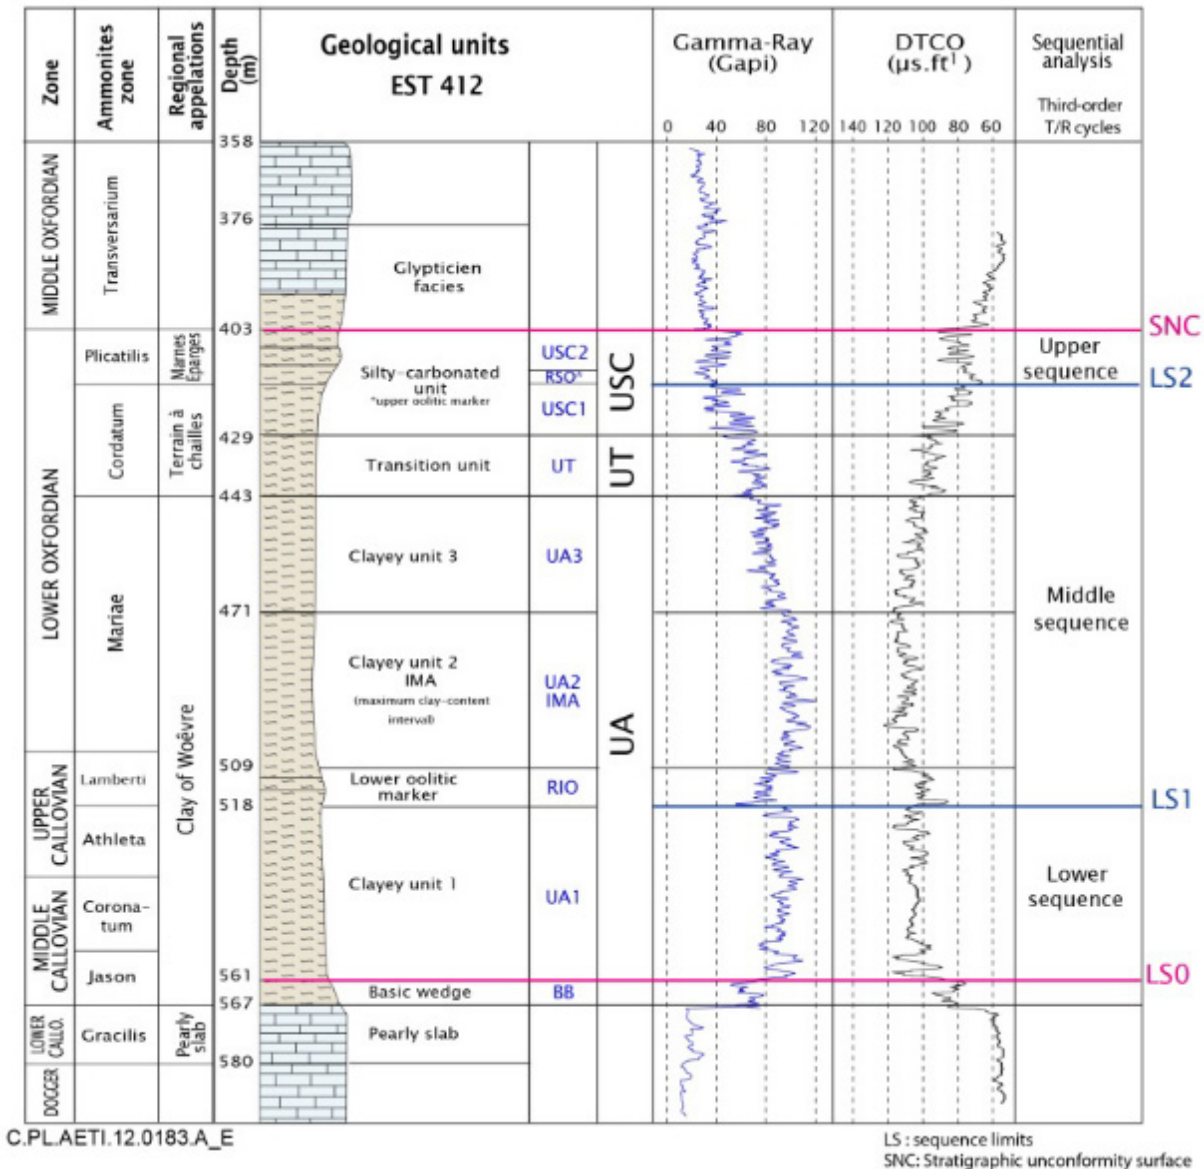 Zone
Ammonites
zone
Regional
appelations
Depth
(m)
Geological units
EST 412
Gamma-Ray
(Gapi)
0 40 80 120
DTCO
(µs.ft¹ )
140 120 100 80 60
Sequential
analysis
Third-order
T/R cycles
MIDDLE OXFORDIAN
LOWER OXFORDIAN
UPPER
CALLOVIAN
MIDDLE
CALLOVIAN
LOWER
CALLO.
DOGGER
Transversarium
Plicatilis
Cordatum
Mariae
Lamberti
Athleta
Corona-
tum
Jason
Gracilis
Marnes
Eparges
Terrain à
chailles
Clay of Woëvre
Pearly
slab
358
376
403
429
443
471
509
518
561
567
580
Glypticien
facies
Silty-carbonated
unit
*upper oolitic marker
Transition unit
Clayey unit 3
Clayey unit 2
IMA
(maximum clay-content
interval)
Lower oolitic
marker
Clayey unit 1
Basic wedge
Pearly slab
USC2
RSO*
USC1
UT
UA3
UA2
IMA
RIO
UA1
BB
USC
UT
UA
Upper
sequence
Middle
sequence
Lower
sequence
SNC
LS2
LS1
LS0
C.PL.AETI.12.0183.A_E
LS : sequence limits
SNC: Stratigraphic unconformity surface